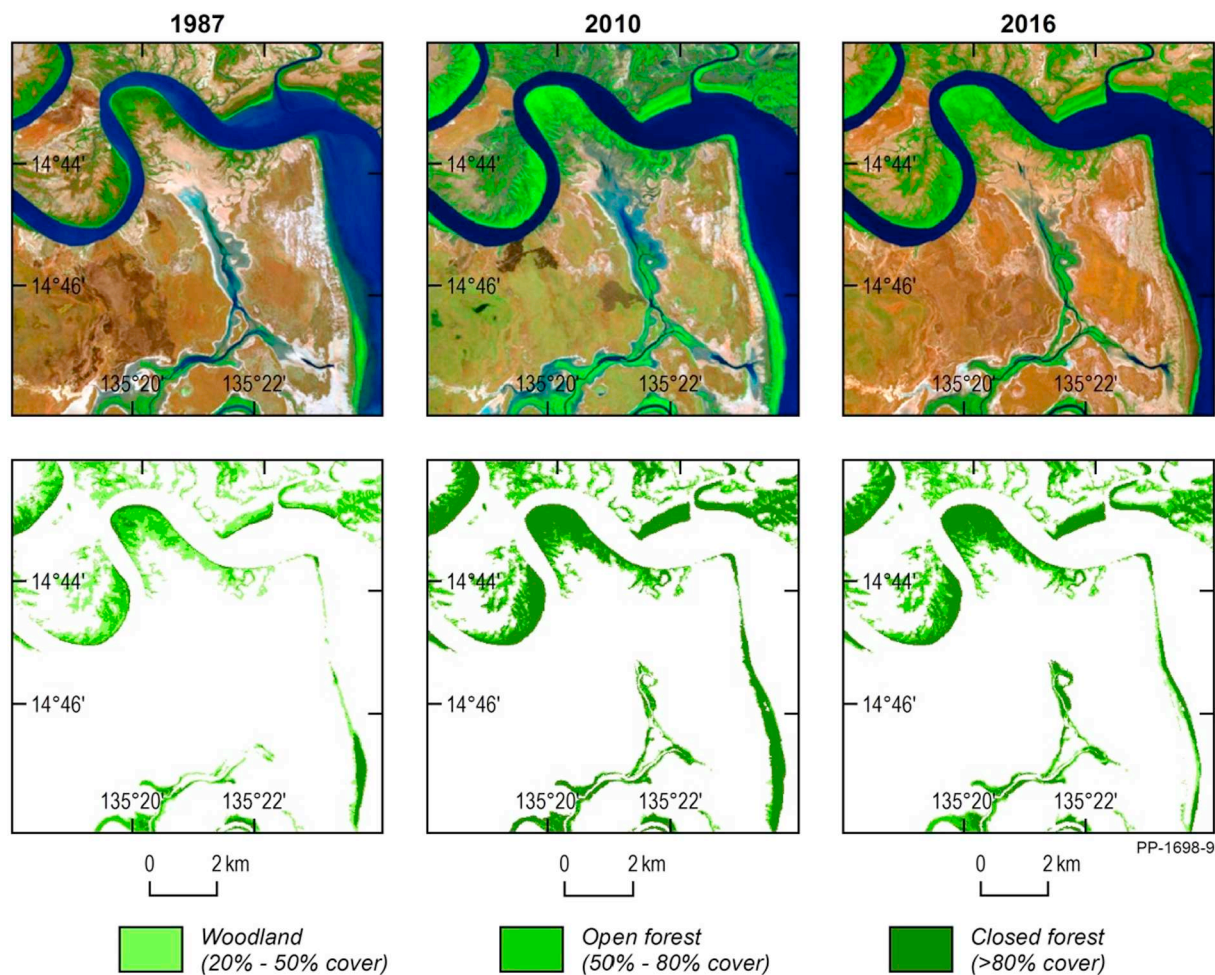 1987 2010 2016
14°44' 14°44' 14°44'
14°46' 14°46' 14°46'
135°20' 135°22' 135°20' 135°22' 135°20' 135°22'
14°44' 14°44' 14°44'
14°46' 14°46' 14°46'
135°20' 135°22' 135°20' 135°22' 135°20' 135°22'
PP-1698-9
0 2 km 0 2 km 0 2 km
Woodland Open forest Closed forest
(20% - 50% cover) (50% - 80% cover) (>80% cover)